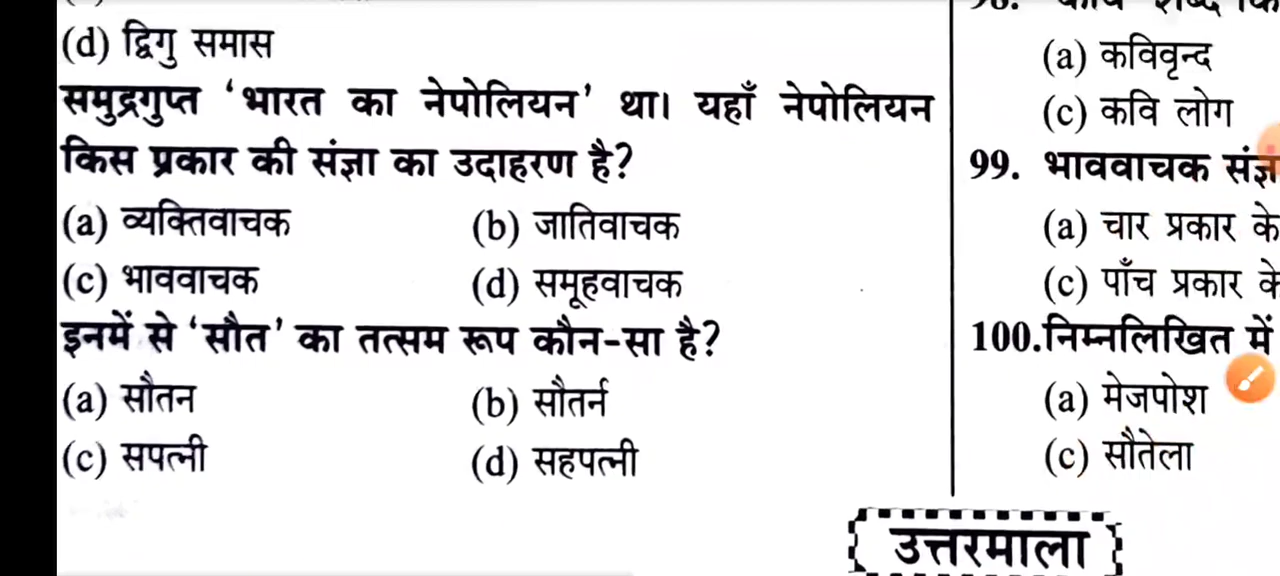 (d) द्विगु समास
समुद्रगुप्त ‘भारत का नेपोलियन’ था। यहाँ नेपोलियन
किस प्रकार की संज्ञा का उदाहरण है?
(a) व्यक्तिवाचक (b) जातिवाचक
(c) भाववाचक (d) समूहवाचक
इनमें से ‘सौत’ का तत्सम रूप कौन-सा है?
(a) सौतन (b) सौतर्न
(c) सपत्नी (d) सहपत्नी
(a) कविवृन्द
(c) कवि लोग
99. भाववाचक
(a) चार प्रकार के
(c) पाँच प्रकार के
100.निम्नलिखित में
(a) मेजपोश
(c) सौतेला
उत्तरमाला